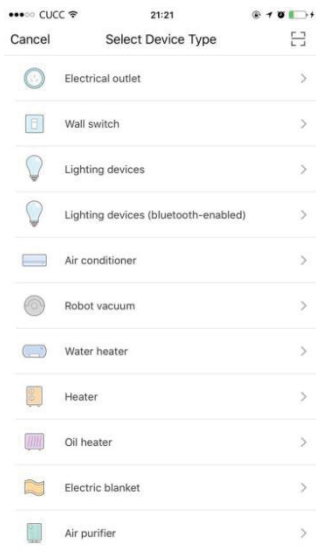 CUCC 21:21
Cancel Select Device Type
Electrical outlet
Wall switch
Lighting devices
Lighting devices (bluetooth-enabled)
Air conditioner
Robot vacuum
Water heater
Heater
Oil heater
Electric blanket
Air purifier